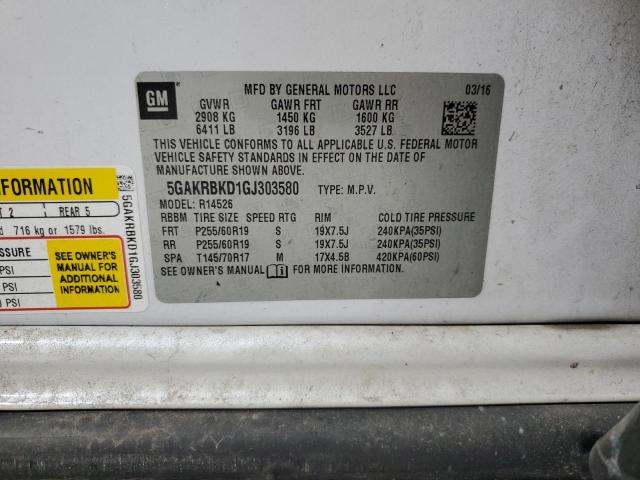 GM
MFD BY GENERAL MOTORS LLC 03/16
GVWR GAWR FRT GAWR RR
2908 KG 1450 KG 1600 KG
6411 LB 3196 LB 3527 LB
THIS VEHICLE CONFORMS TO ALL APPLICABLE U.S. FEDERAL MOTOR
VEHICLE SAFETY STANDARDS IN EFFECT ON THE DATE OF
MANUFACTURE SHOWN ABOVE.
5GAKRBKD1GJ303580 TYPE: M.P.V.
MODEL: R14526
RBBM TIRE SIZE SPEED RTG RIM COLD TIRE PRESSURE
FRT P255/60R19 S 19X7.5J 240KPA(35PSI)
RR P255/60R19 S 19X7.5J 240KPA(35PSI)
SPA T145/70R17 M 17X4.5B 420KPA(60PSI)
SEE OWNER'S MANUAL FOR MORE INFORMATION.
FORMATION
2 REAR 5
716 kg or 1579 lbs.
SEE OWNER'S
MANUAL FOR
ADDITIONAL
INFORMATION
PSI
PSI
PSI
5GAKRBKD1GJ303580